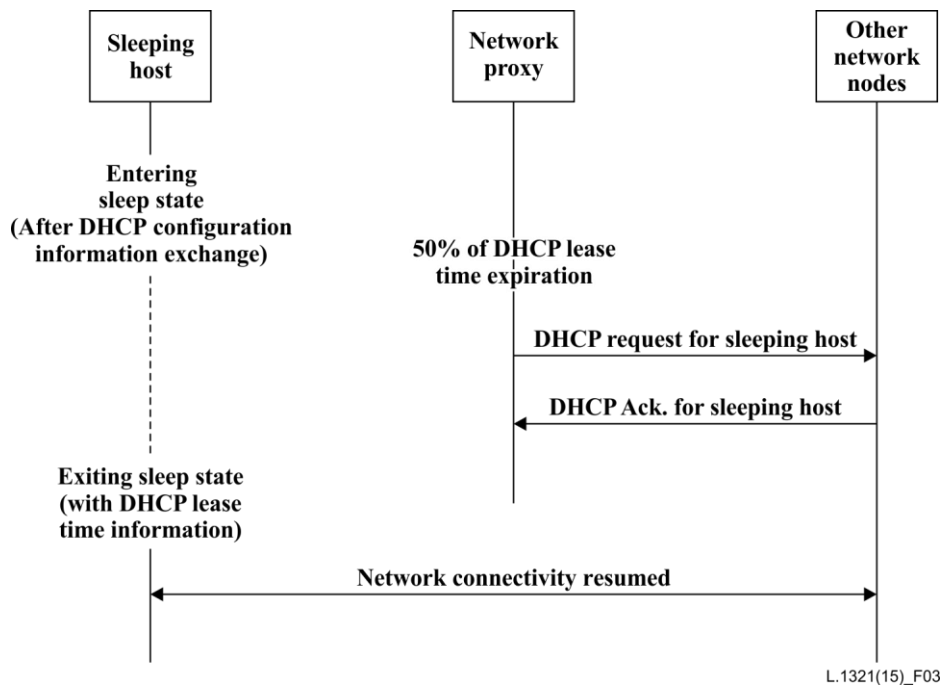 Sleeping
host
Network
proxy
Other
network
nodes
Entering
sleep state
(After DHCP configuration
information exchange)
50% of DHCP lease
time expiration
DHCP request for sleeping host
DHCP Ack. for sleeping host
Exiting sleep state
(with DHCP lease
time information)
Network connectivity resumed
L.1321(15)_F03